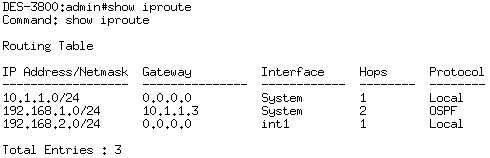 DES-3800:admin#show iproute
Command: show iproute
Routing Table
IP Address/Netmask  Gateway          Interface     Hops      Protocol
------------------  ---------------  ------------  --------  --------
10.1.1.0/24         0.0.0.0          System        1         Local
192.168.1.0/24      10.1.1.3         System        2         OSPF
192.168.2.0/24      0.0.0.0          int1          1         Local
Total Entries : 3